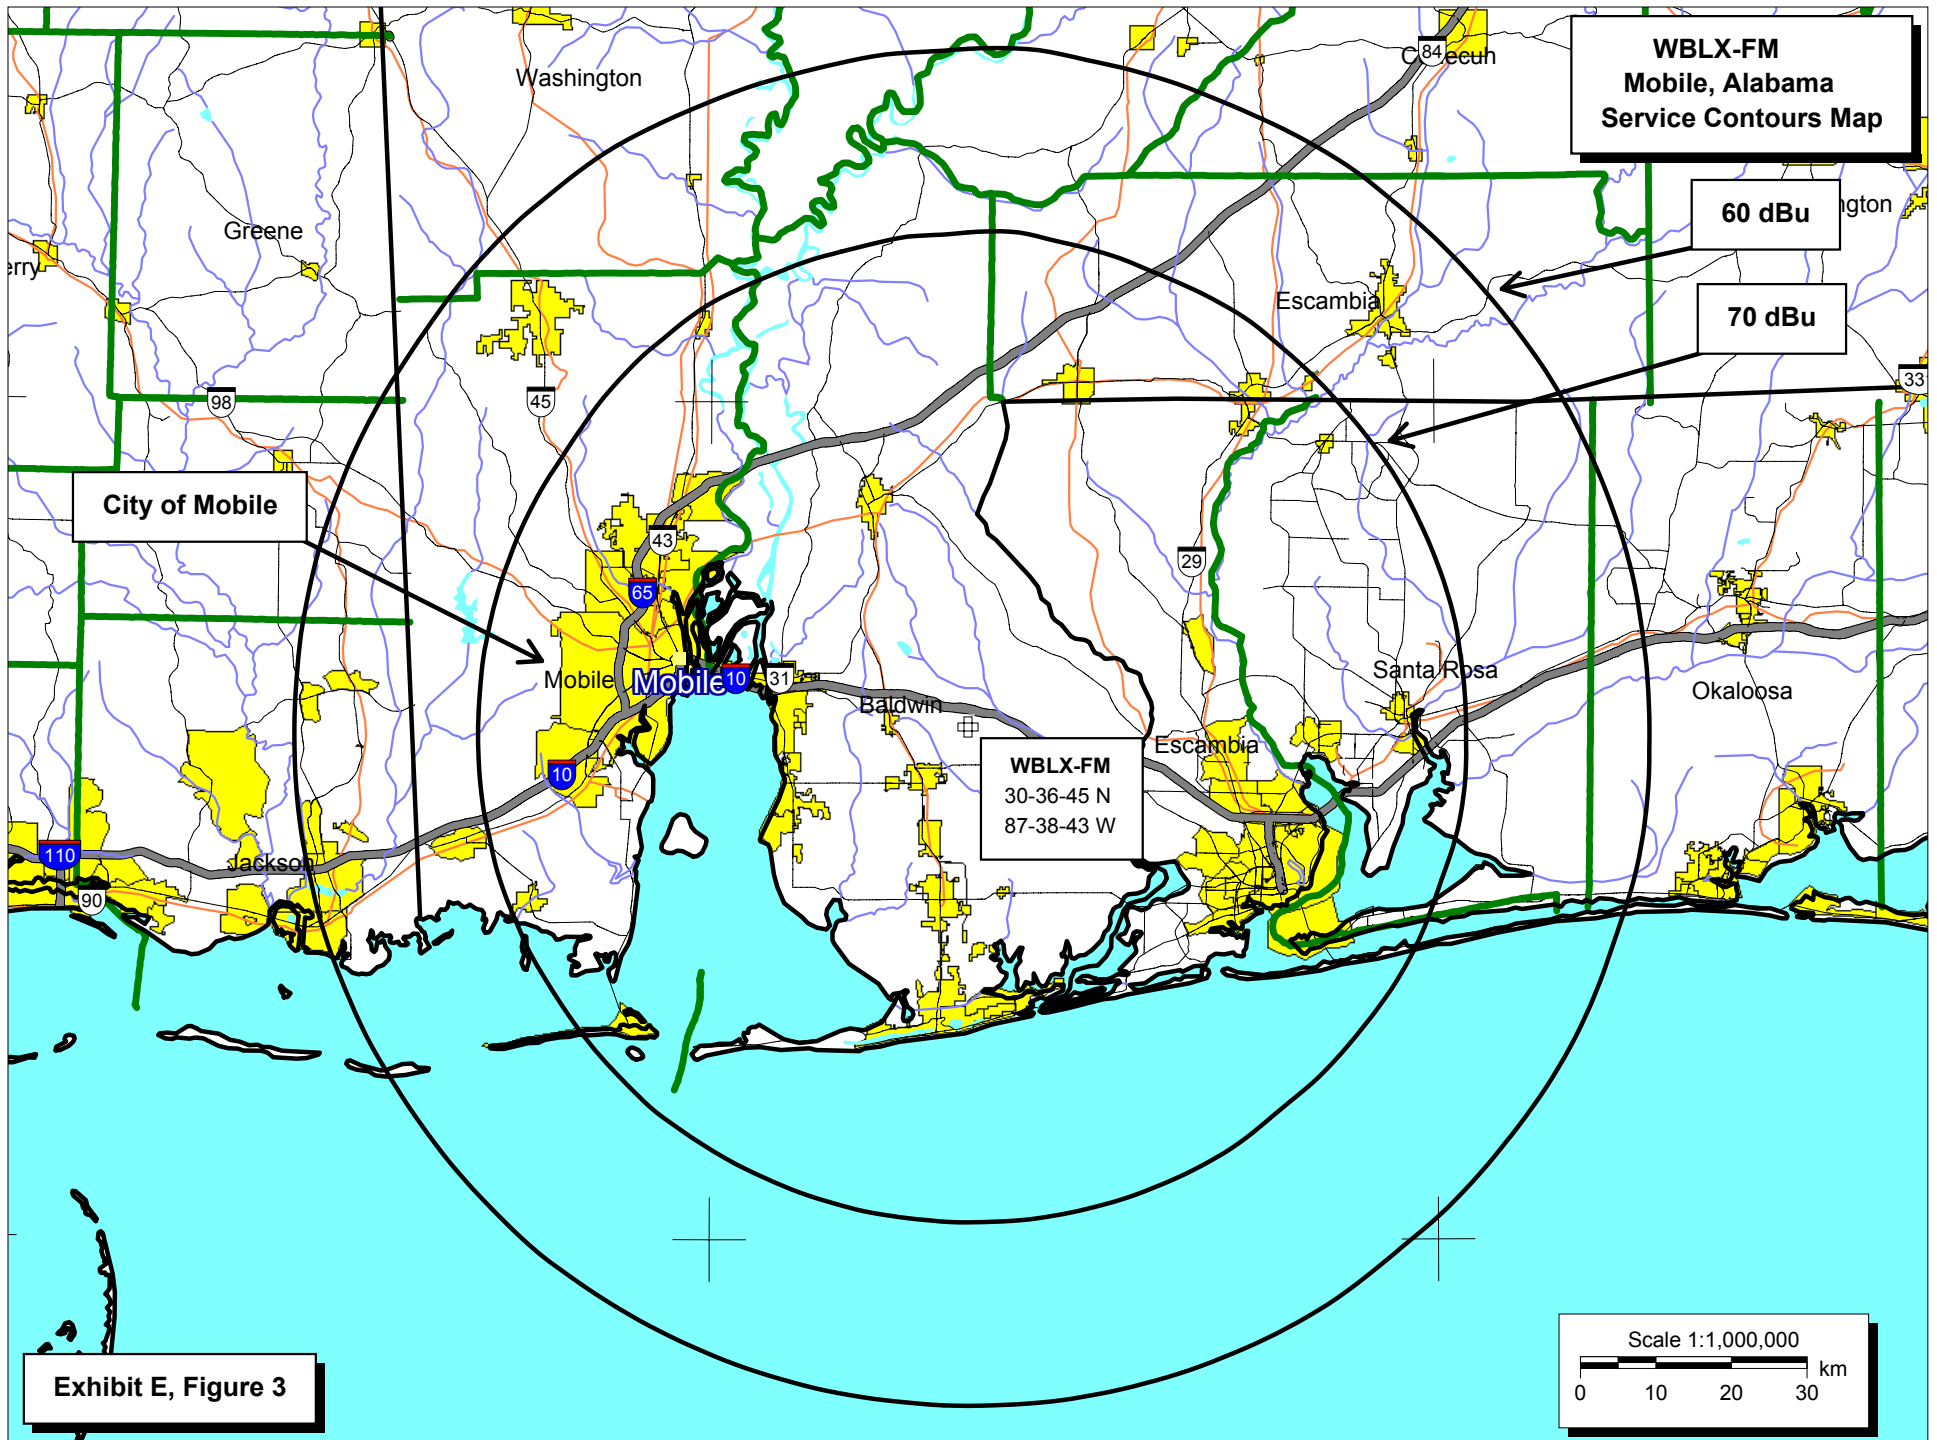 WBLX-FM
Mobile, Alabama
Service Contours Map
84
Washington
60 dBu
Greene
Escambia
70 dBu
33
98
45
City of Mobile
43
29
65
Mobile
Mobile
10
31
Santa Rosa
Okaloosa
Baldwin
Escambia
10
WBLX-FM
30-36-45 N
87-38-43 W
110
Jackson
90
Scale 1:1,000,000
km
0 10 20 30
Exhibit E, Figure 3